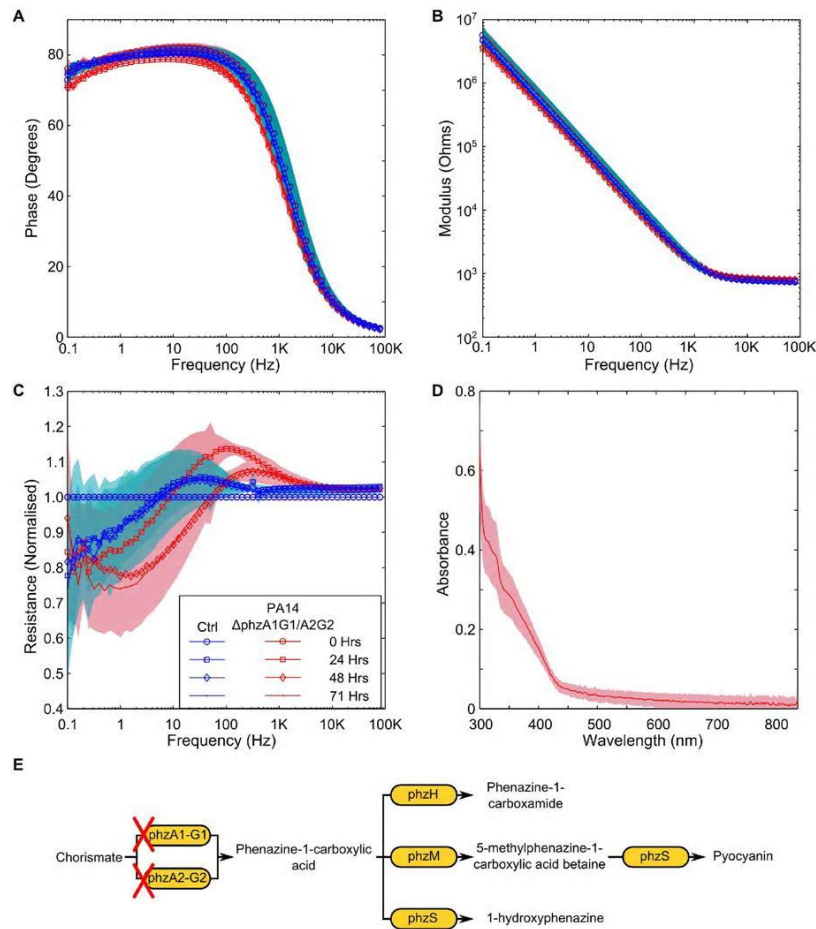 A
Phase (Degrees)
80
60
40
20
0
0.1 1 10 100 1K 10K 100K
Frequency (Hz)
B
Modulus (Ohms)
10^7
10^6
10^5
10^4
10^3
10^2
0.1 1 10 100 1K 10K 100K
Frequency (Hz)
C
Resistance (Normalised)
1.3
1.2
1.1
1.0
0.9
0.8
0.7
0.6
0.5
0.4
PA14
Ctrl ΔphzA1G1/A2G2
0 Hrs
24 Hrs
48 Hrs
71 Hrs
0.1 1 10 100 1K 10K 100K
Frequency (Hz)
D
Absorbance
0.8
0.6
0.4
0.2
0
300 400 500 600 700 800
Wavelength (nm)
E
Chorismate
phzA1-G1
phzA2-G2
Phenazine-1-carboxylic
acid
phzH
Phenazine-1-
carboxamide
phzM
5-methylphenazine-1-
carboxylic acid betaine
phzS
Pyocyanin
phzS
1-hydroxyphenazine